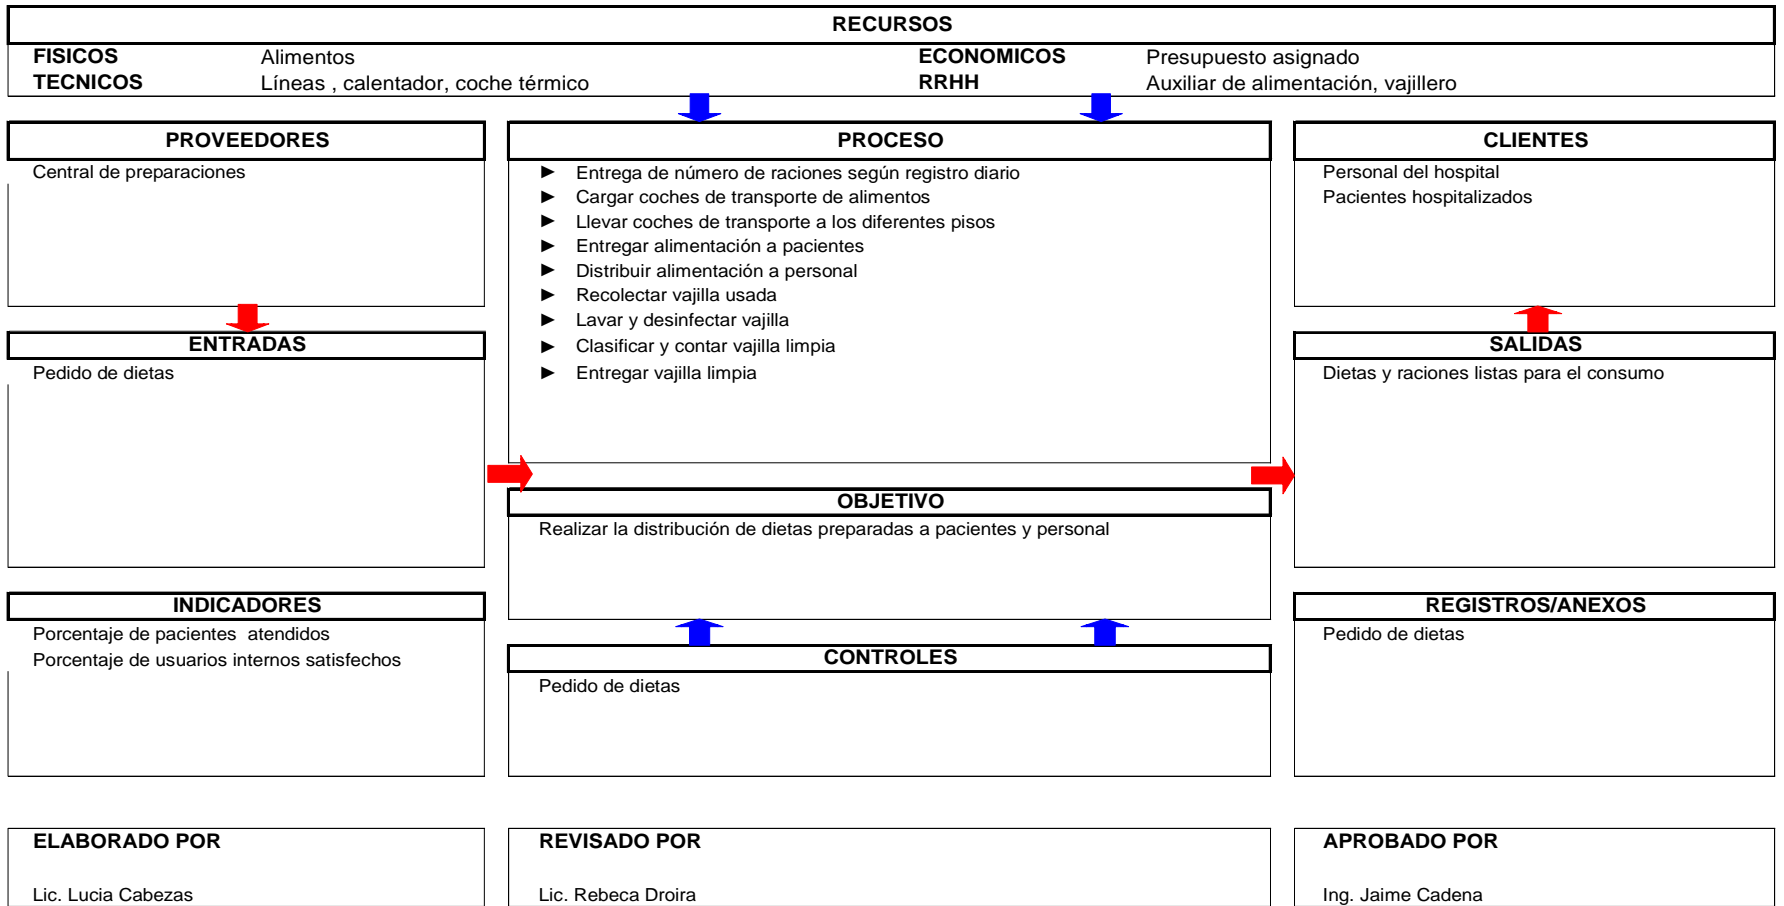 RECURSOS
FISICOS Alimentos ECONOMICOS Presupuesto asignado
TECNICOS Líneas , calentador, coche térmico RRHH Auxiliar de alimentación, vajillero
PROVEEDORES
Central de preparaciones
PROCESO
► Entrega de número de raciones según registro diario
► Cargar coches de transporte de alimentos
► Llevar coches de transporte a los diferentes pisos
► Entregar alimentación a pacientes
► Distribuir alimentación a personal
► Recolectar vajilla usada
► Lavar y desinfectar vajilla
► Clasificar y contar vajilla limpia
► Entregar vajilla limpia
CLIENTES
Personal del hospital
Pacientes hospitalizados
ENTRADAS
Pedido de dietas
SALIDAS
Dietas y raciones listas para el consumo
OBJETIVO
Realizar la distribución de dietas preparadas a pacientes y personal
INDICADORES
Porcentaje de pacientes atendidos
Porcentaje de usuarios internos satisfechos
CONTROLES
Pedido de dietas
REGISTROS/ANEXOS
Pedido de dietas
ELABORADO POR
Lic. Lucia Cabezas
REVISADO POR
Lic. Rebeca Droira
APROBADO POR
Ing. Jaime Cadena